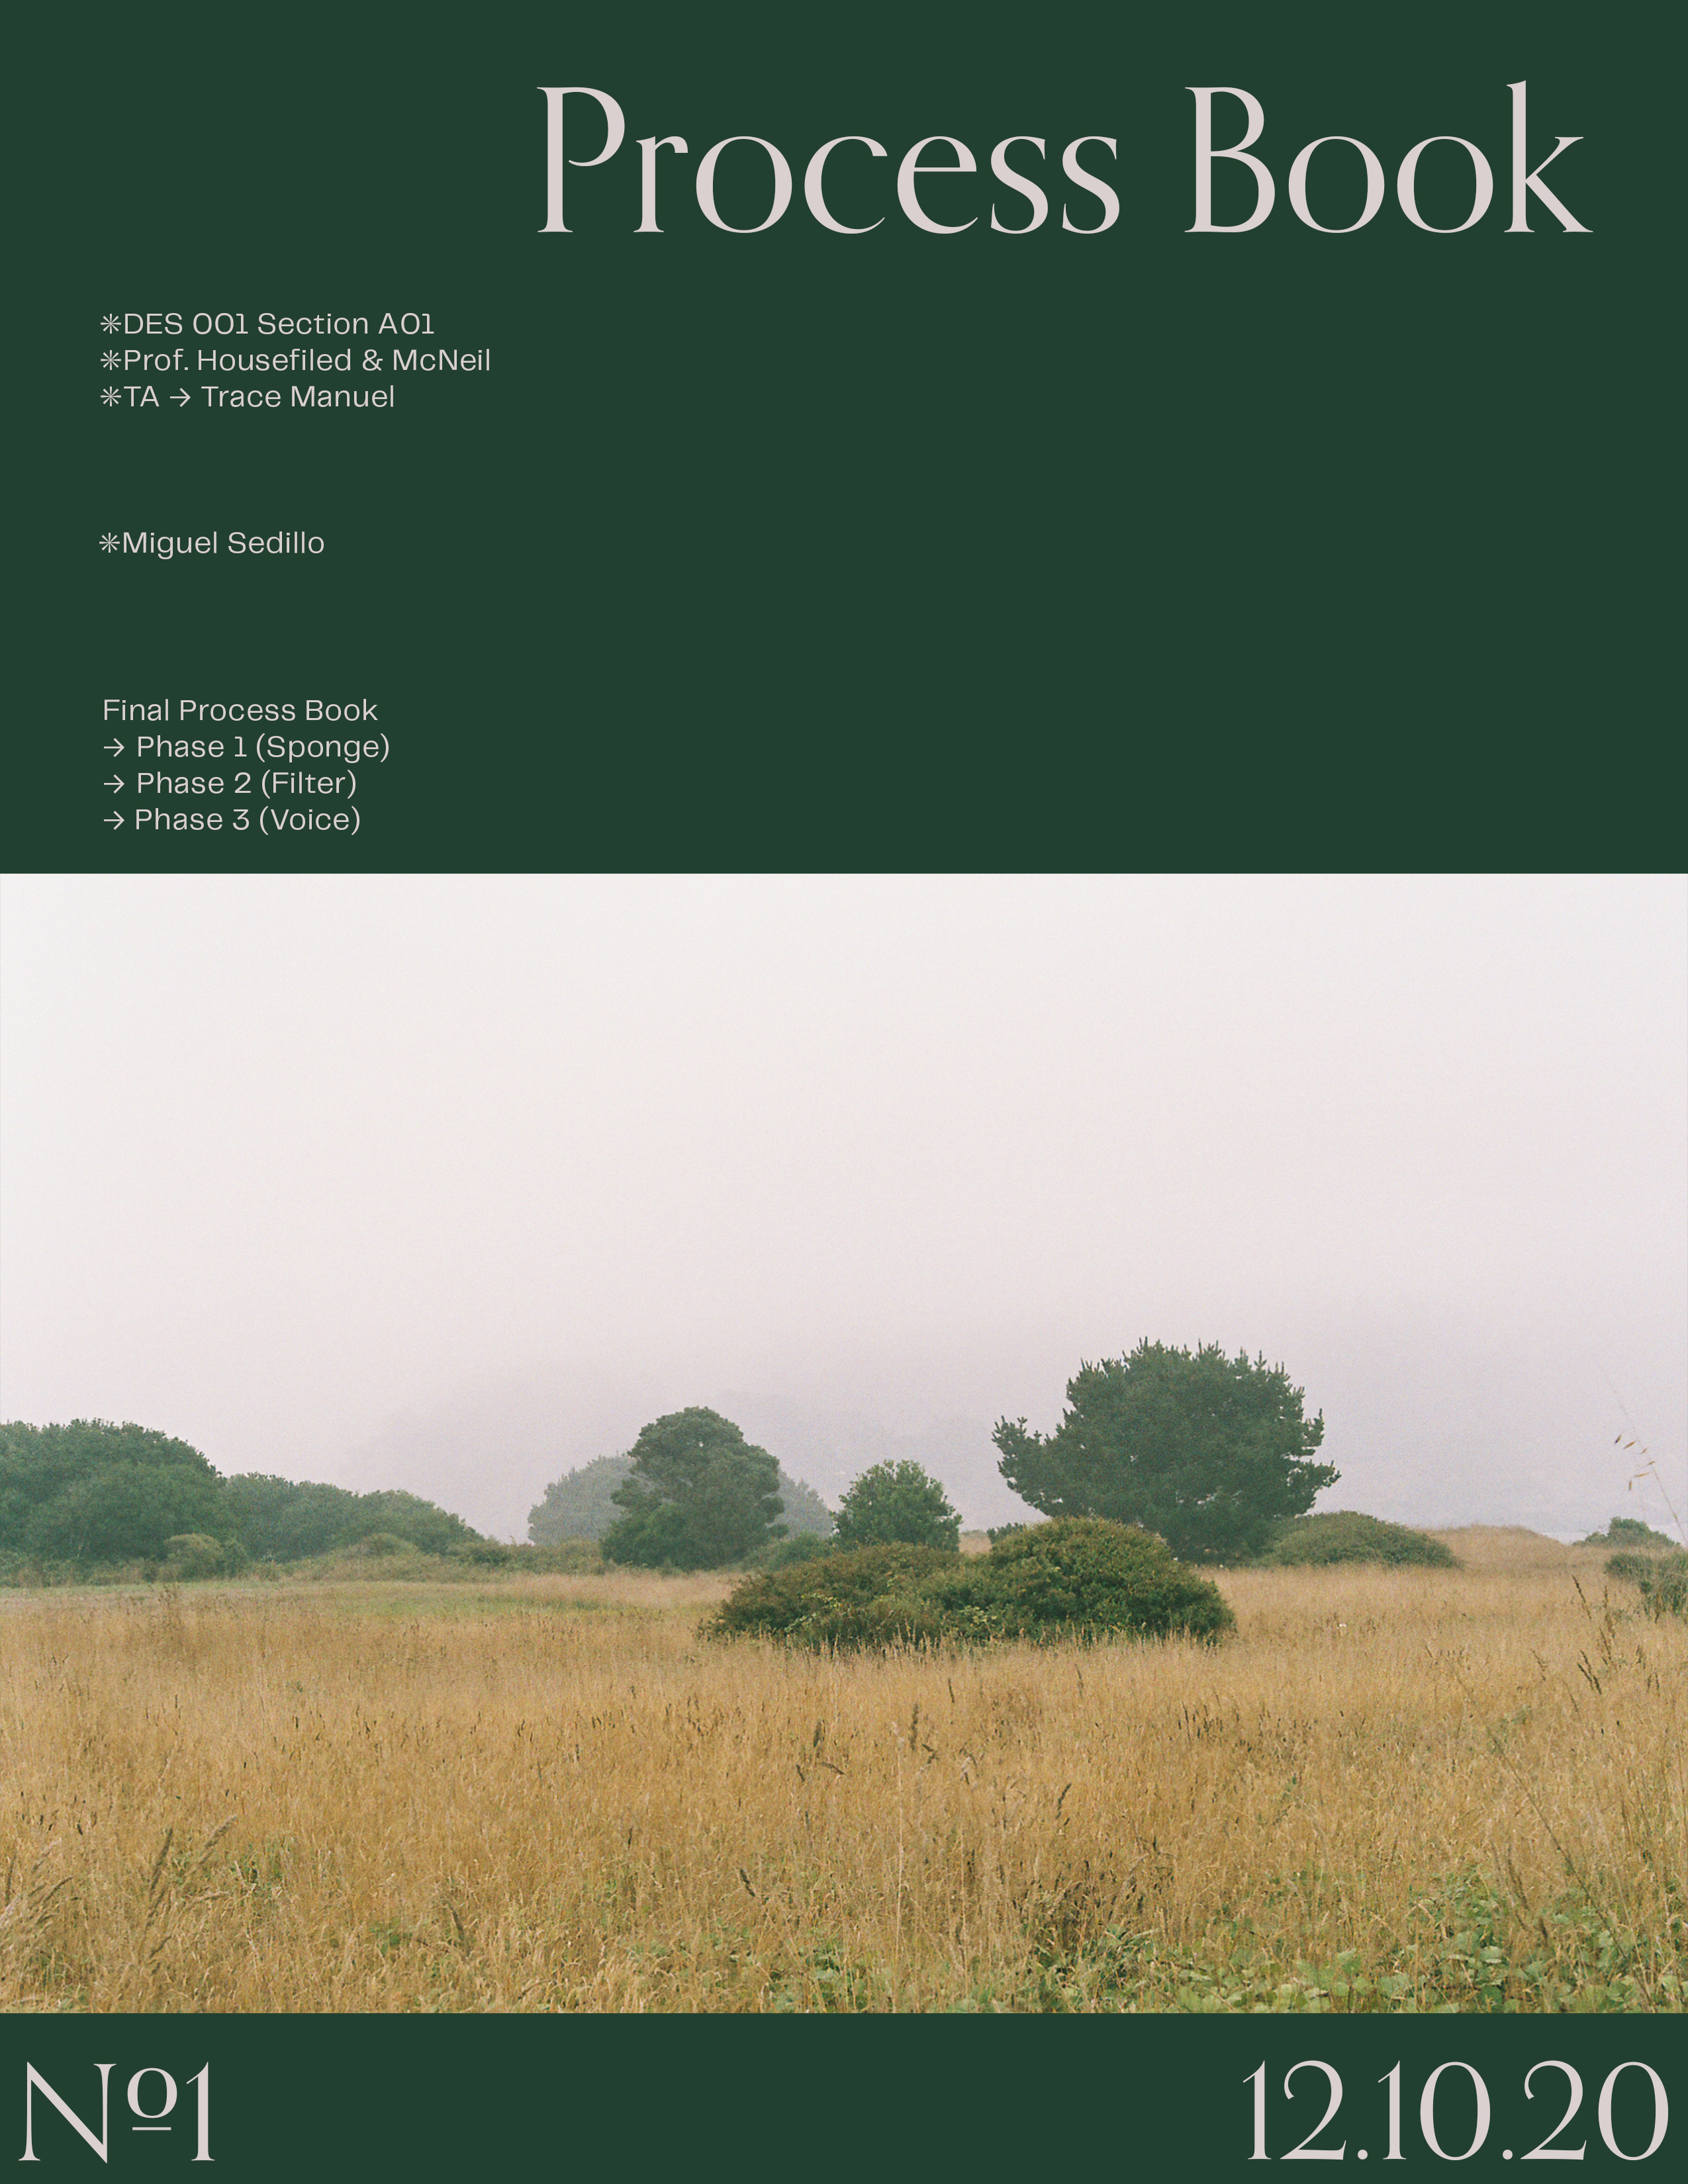 Process Book
✳DES 001 Section A01
✳Prof. Housefiled & McNeil
✳TA → Trace Manuel
✳Miguel Sedillo
Final Process Book
→ Phase 1 (Sponge)
→ Phase 2 (Filter)
→ Phase 3 (Voice)
Nº1
12.10.20